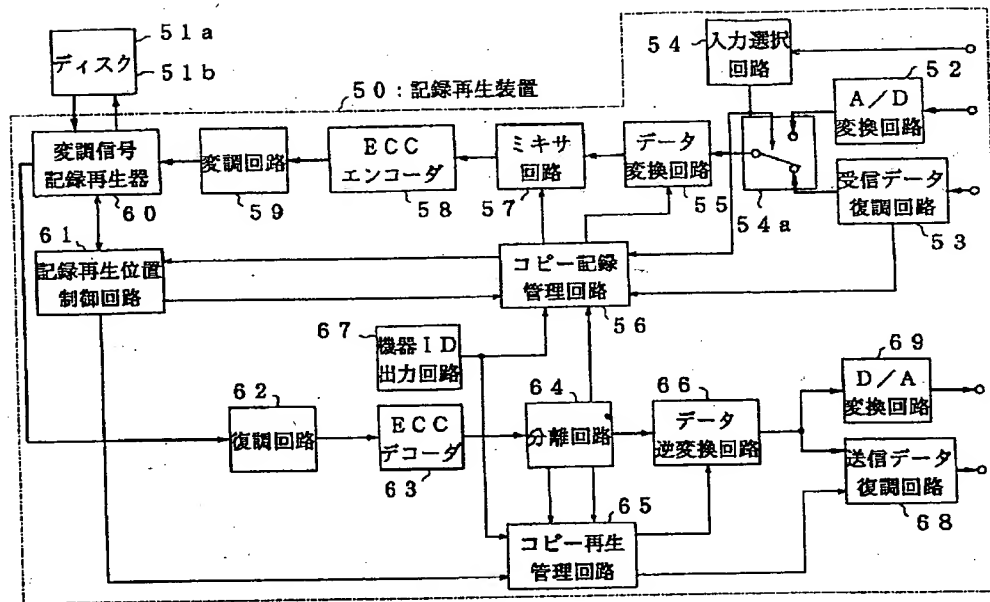 51a
ディスク
51b
50:記録再生装置
54
入力選択
回路
52
A/D
変換回路
変調信号
記録再生器
60
変調回路
59
ECC
エンコーダ
58
ミキサ
回路
57
データ
変換回路
55
54a
受信データ
復調回路
53
61
記録再生位置
制御回路
コピー記録
管理回路
56
67
機器ID
出力回路
62
復調回路
ECC
デコーダ
63
64
分離回路
66
データ
逆変換回路
69
D/A
変換回路
送信データ
復調回路
68
65
コピー再生
管理回路